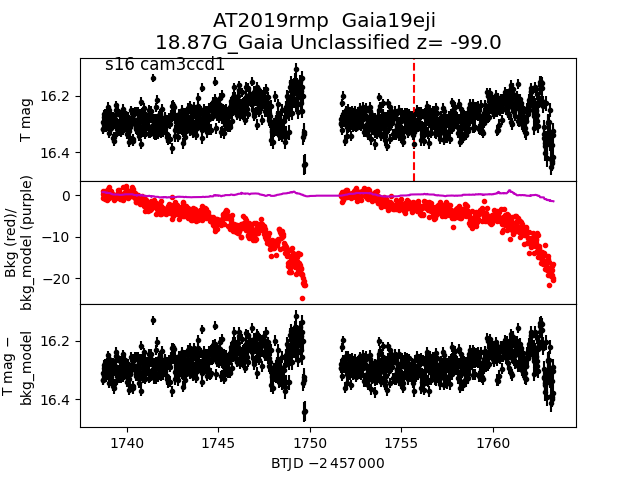 AT2019rmp  Gaia19eji
18.87G_Gaia Unclassified z= -99.0
s16 cam3ccd1
T mag
16.2
16.4
Bkg (red)/
bkg_model (purple)
0
−10
−20
T mag −
bkg_model
16.2
16.4
1740
1745
1750
1755
1760
BTJD −2 457 000